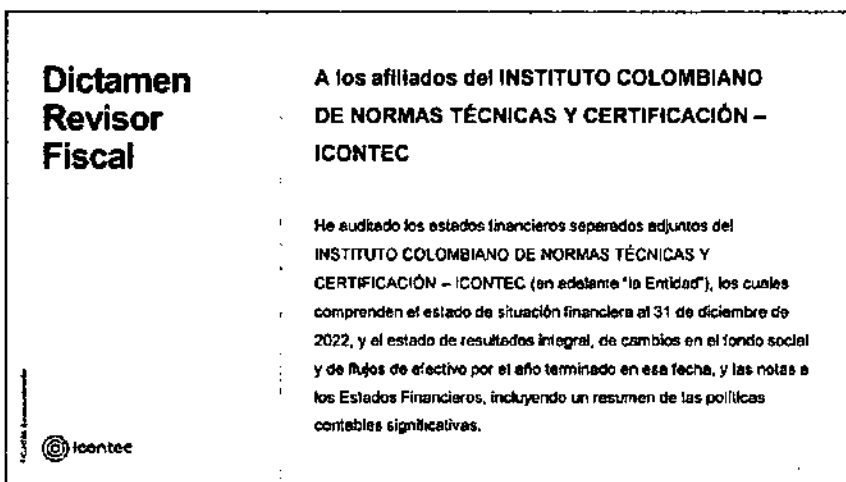 Dictamen
Revisor
Fiscal
A los afiliados del INSTITUTO COLOMBIANO
DE NORMAS TÉCNICAS Y CERTIFICACIÓN –
ICONTEC
He auditado los estados financieros separados adjuntos del
INSTITUTO COLOMBIANO DE NORMAS TÉCNICAS Y
CERTIFICACIÓN – ICONTEC (en adelante "la Entidad"), los cuales
comprenden el estado de situación financiera al 31 de diciembre de
2022, y el estado de resultados integral, de cambios en el fondo social
y de flujos de efectivo por el año terminado en esa fecha, y las notas a
los Estados Financieros, incluyendo un resumen de las políticas
contables significativas.
icontec